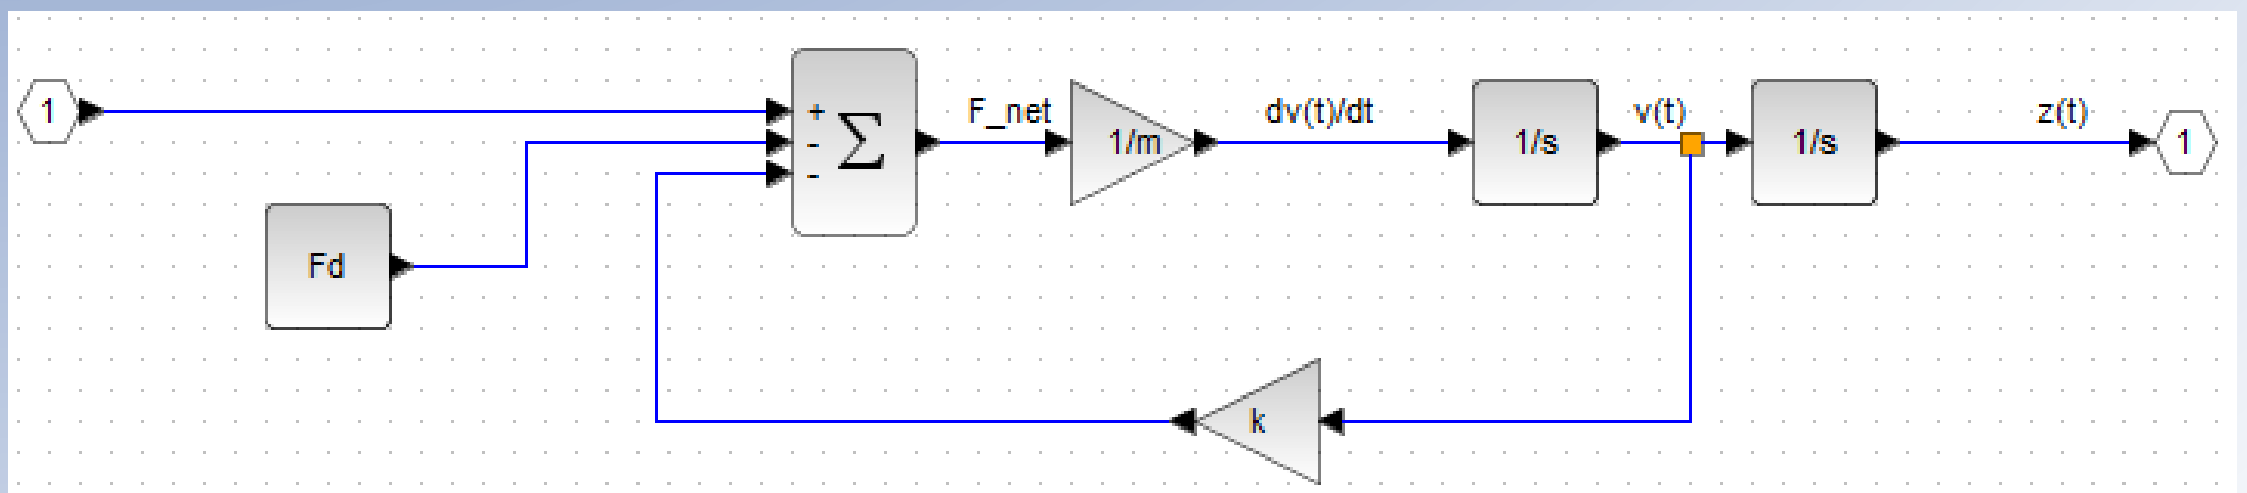 1
+
-
-
Σ
F_net
1/m
dv(t)/dt
1/s
v(t)
1/s
z(t)
1
Fd
k